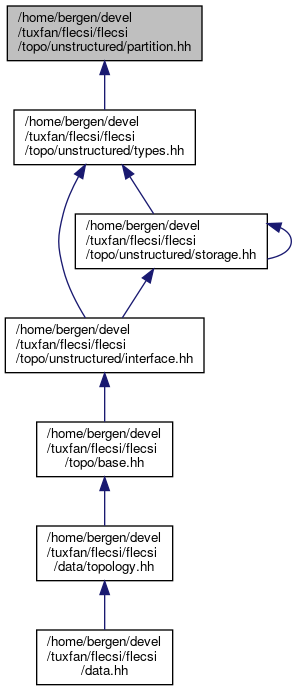 /home/bergen/devel
/tuxfan/flecsi/flecsi
/topo/unstructured/partition.hh
/home/bergen/devel
/tuxfan/flecsi/flecsi
/topo/unstructured/types.hh
/home/bergen/devel
/tuxfan/flecsi/flecsi
/topo/unstructured/storage.hh
/home/bergen/devel
/tuxfan/flecsi/flecsi
/topo/unstructured/interface.hh
/home/bergen/devel
/tuxfan/flecsi/flecsi
/topo/base.hh
/home/bergen/devel
/tuxfan/flecsi/flecsi
/data/topology.hh
/home/bergen/devel
/tuxfan/flecsi/flecsi
/data.hh